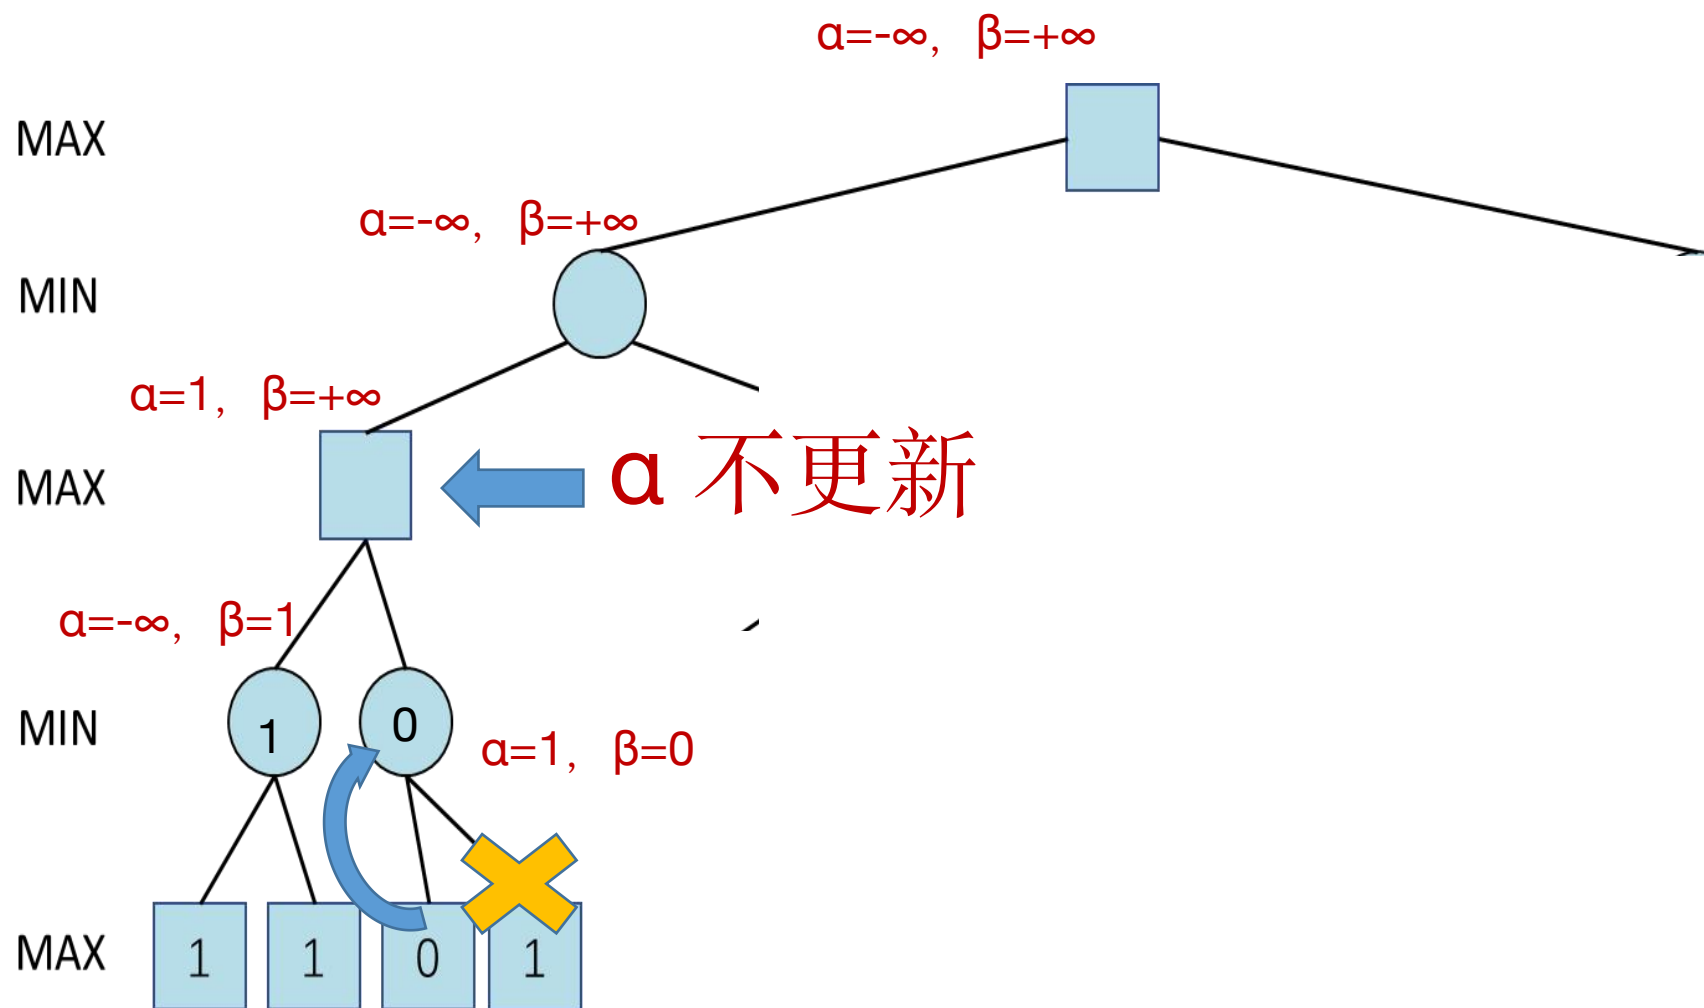 α=-∞, β=+∞
MAX
α=-∞, β=+∞
MIN
α=1, β=+∞
MAX
α 不更新
α=-∞, β=1
MIN
1
0
α=1, β=0
MAX
1
1
0
1